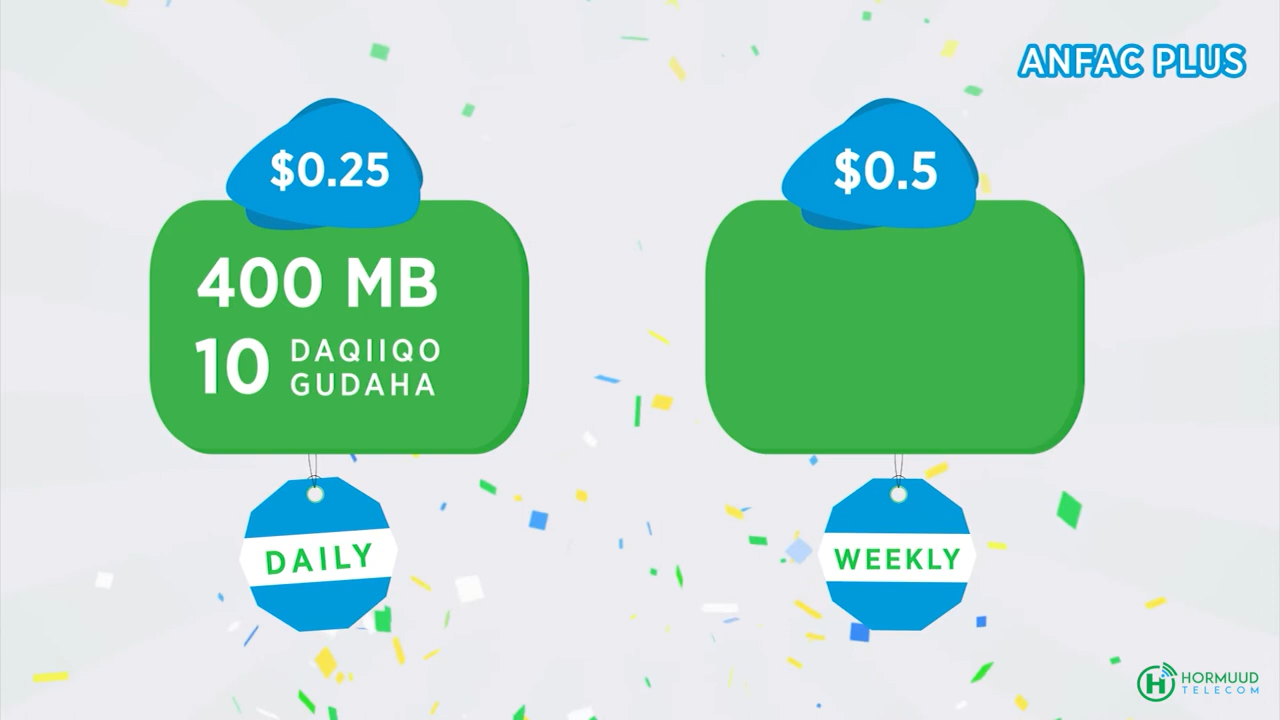 ANFAC PLUS
$0.25
400 MB
10 DAQIIQO
GUDAHA
DAILY
$0.5
WEEKLY
HORMUUD
TELECOM